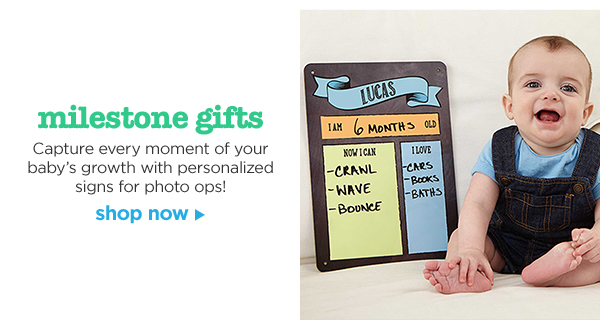 milestone gifts
Capture every moment of your
baby's growth with personalized
signs for photo ops!
shop now
LUCAS
I AM 6 MONTHS OLD
NOW I CAN
-CRAWL
-WAVE
-BOUNCE
I LOVE
-CARS
-BOOKS
-BATHS